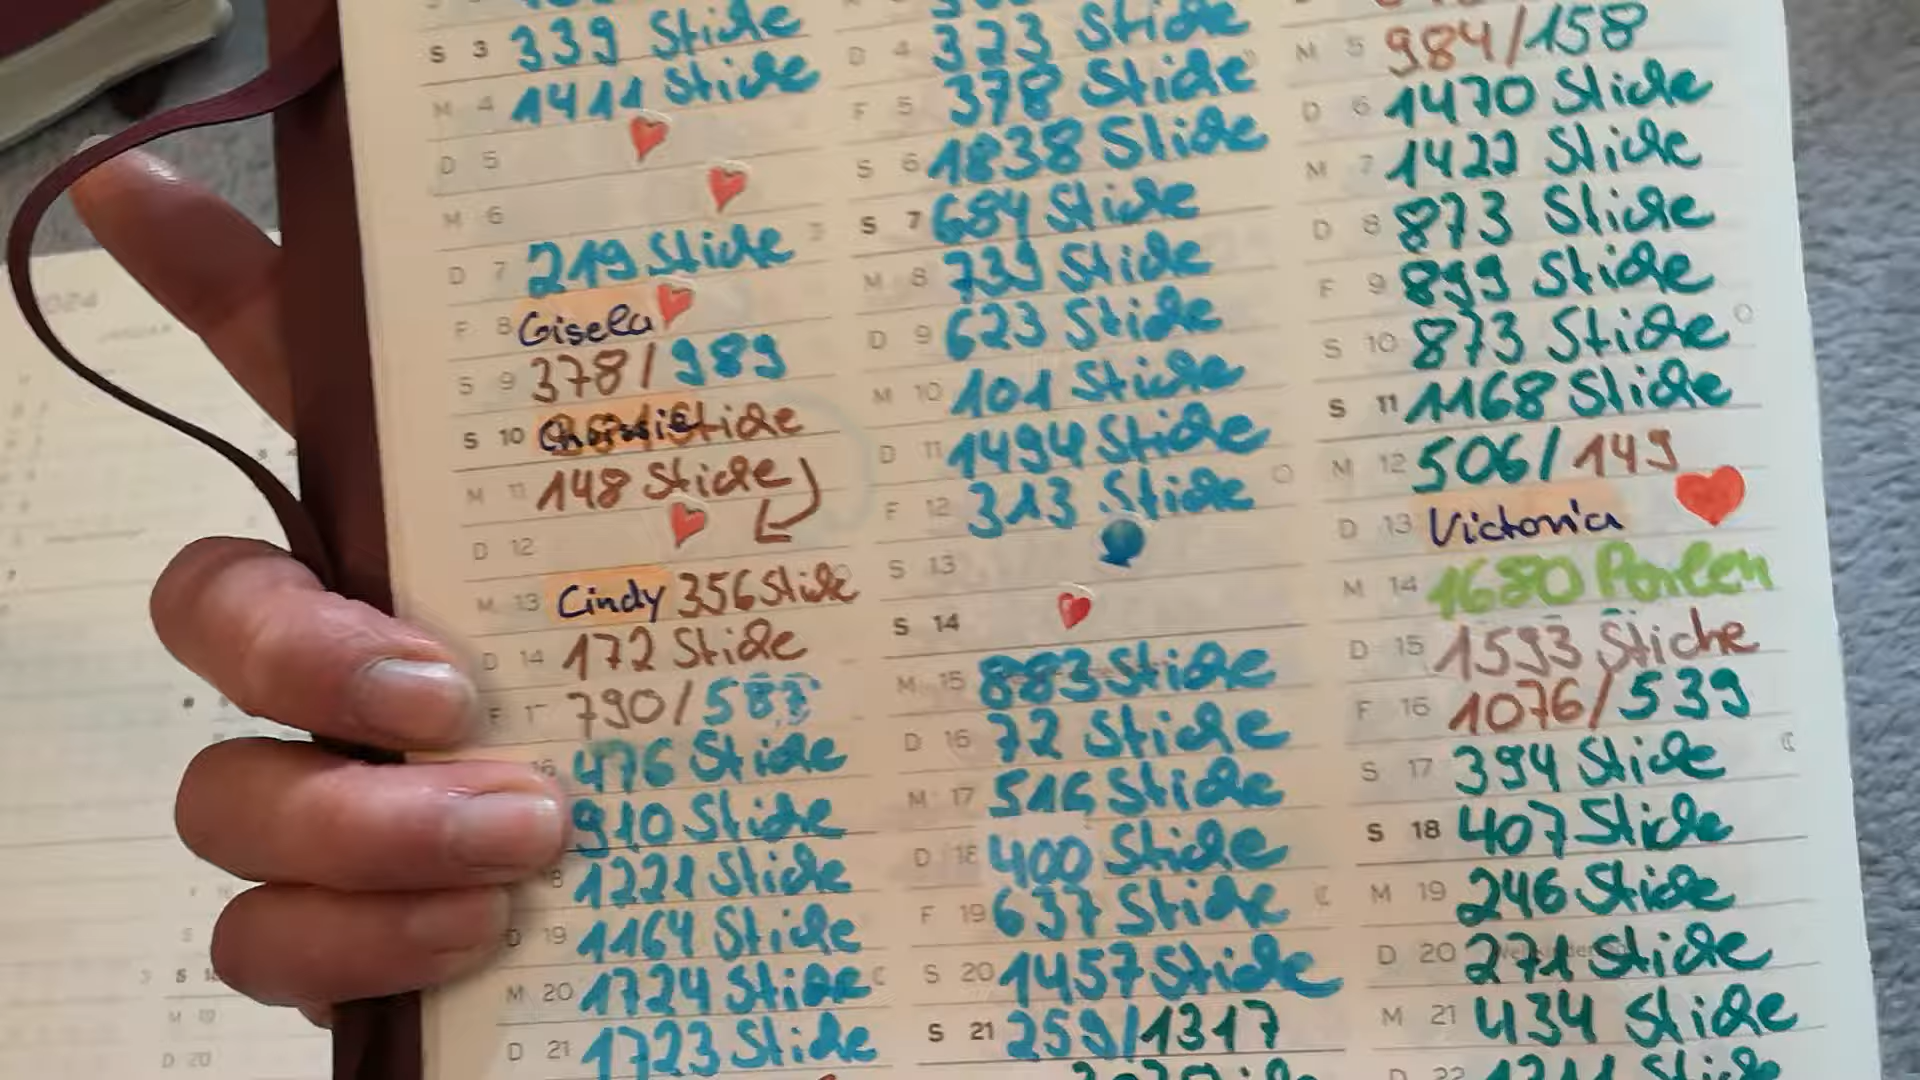 S 3 339 Stiche
M 4 1411 Stiche
D 5
M 6
D 7 219 Stiche
F 8 Gisela
S 9 378/989
S 10 Stiche
M 11 148 Stiche
D 12
M 13 Cindy 356 Stiche
D 14 172 Stiche
F 790/583
16 476 Stiche
910 Stiche
18 1221 Stiche
D 19 1164 Stiche
M 20 1724 Stiche
D 21 1723 Stiche
D 4 323 Stiche
F 5 378 Stiche
S 6 1838 Stiche
S 7 684 Stiche
M 8 739 Stiche
D 9 623 Stiche
M 10 101 Stiche
D 11 1494 Stiche
F 12 313 Stiche
S 13
S 14
M 15 883 Stiche
D 16 72 Stiche
M 17 516 Stiche
D 18 400 Stiche
F 19 637 Stiche
S 20 1457 Stiche
S 21 259/1317
M 5 984/158
D 6 1470 Stiche
M 7 1422 Stiche
D 8 873 Stiche
F 9 899 Stiche
S 10 873 Stiche
S 11 1168 Stiche
M 12 506/149
D 13 Victoria
M 14 1680 Perlen
D 15 1593 Stiche
F 16 1076/539
S 17 394 Stiche
S 18 407 Stiche
M 19 246 Stiche
D 20 271 Stiche
M 21 434 Stiche
D 22